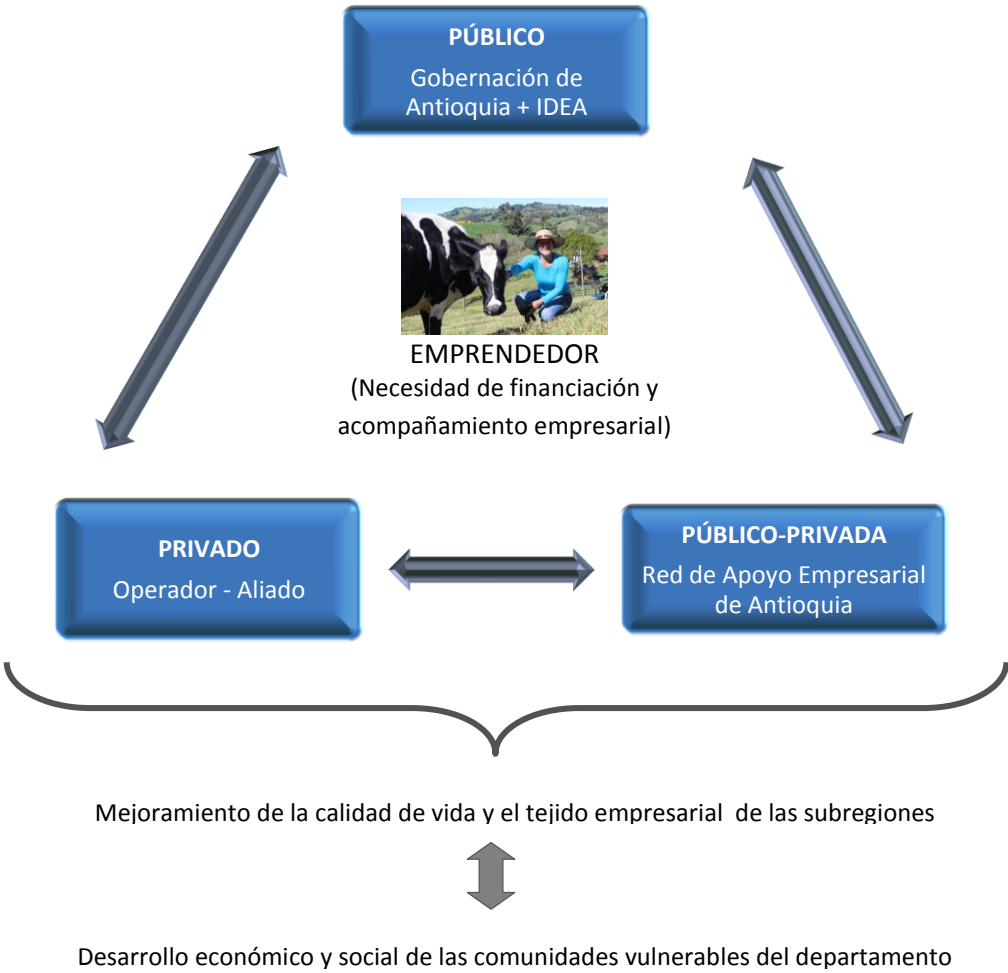 PÚBLICO
Gobernación de
Antioquia + IDEA
EMPRENDEDOR
(Necesidad de financiación y
acompañamiento empresarial)
PRIVADO
Operador - Aliado
PÚBLICO-PRIVADA
Red de Apoyo Empresarial
de Antioquia
Mejoramiento de la calidad de vida y el tejido empresarial de las subregiones
Desarrollo económico y social de las comunidades vulnerables del departamento